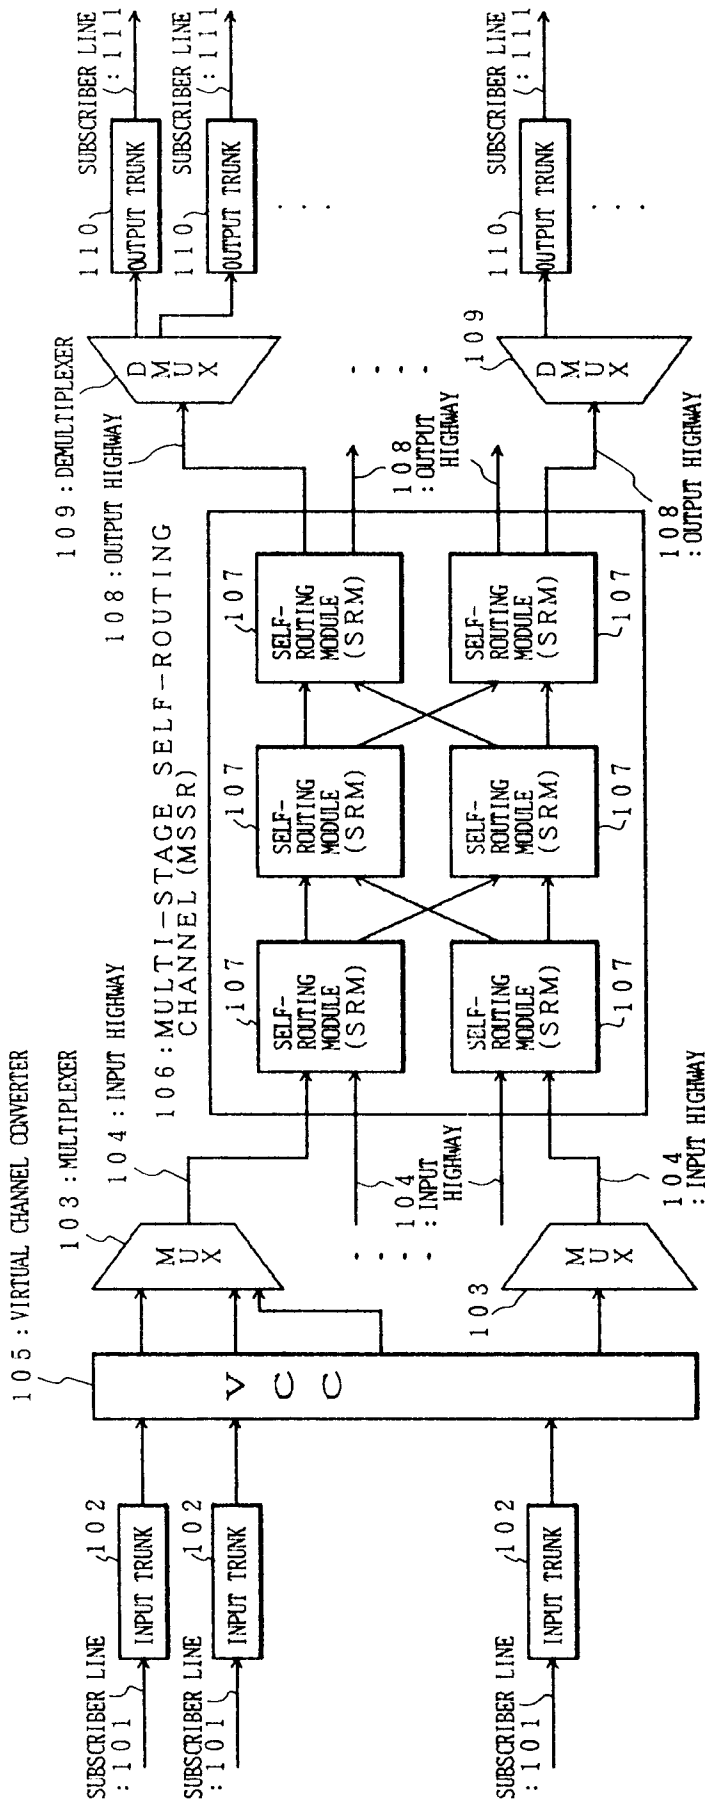 SUBSCRIBER LINE
: 101
102
INPUT TRUNK
SUBSCRIBER LINE
: 101
102
INPUT TRUNK
SUBSCRIBER LINE
: 101
102
INPUT TRUNK
105 : VIRTUAL CHANNEL CONVERTER
VCC
103 : MULTIPLEXER
MUX
103
MUX
104 : INPUT HIGHWAY
104
: INPUT
HIGHWAY
104
: INPUT HIGHWAY
106 : MULTI-STAGE SELF-ROUTING
CHANNEL (MSSR)
107
SELF-
ROUTING
MODULE
(SRM)
107
SELF-
ROUTING
MODULE
(SRM)
107
SELF-
ROUTING
MODULE
(SRM)
SELF-
ROUTING
MODULE
(SRM)
107
SELF-
ROUTING
MODULE
(SRM)
107
SELF-
ROUTING
MODULE
(SRM)
107
108 : OUTPUT HIGHWAY
108
: OUTPUT
HIGHWAY
108
: OUTPUT HIGHWAY
109 : DEMULTIPLEXER
DMUX
109
DMUX
110
OUTPUT TRUNK
SUBSCRIBER LINE
: 111
110
OUTPUT TRUNK
SUBSCRIBER LINE
: 111
110
OUTPUT TRUNK
SUBSCRIBER LINE
: 111